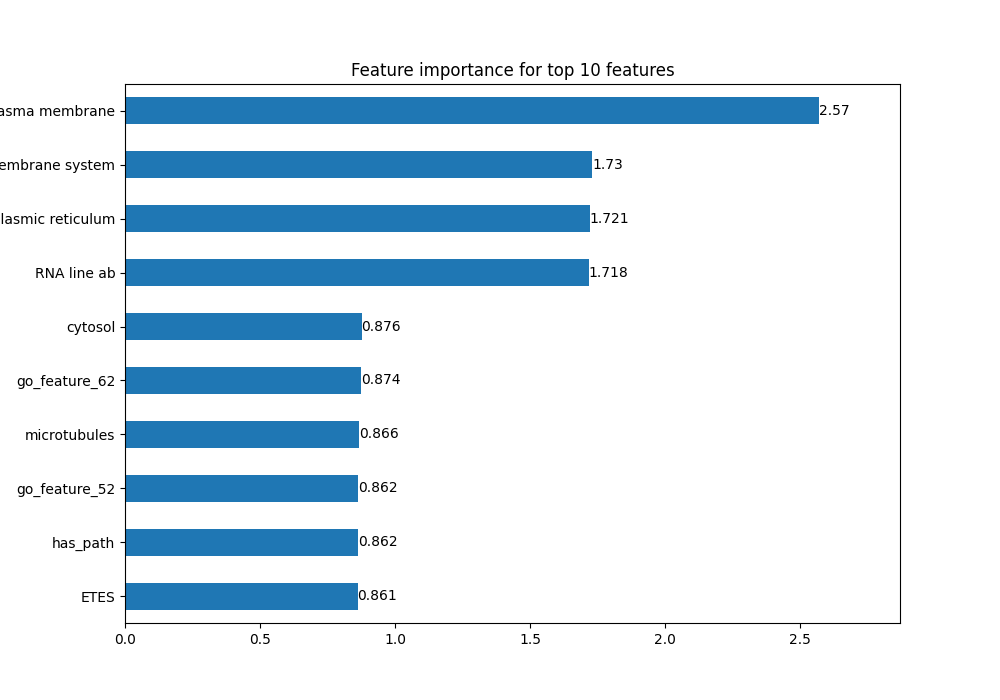 Feature importance for top 10 features
asma membrane 2.57
embrane system 1.73
lasmic reticulum 1.721
RNA line ab 1.718
cytosol 0.876
go_feature_62 0.874
microtubules 0.866
go_feature_52 0.862
has_path 0.862
ETES 0.861
0.0 0.5 1.0 1.5 2.0 2.5